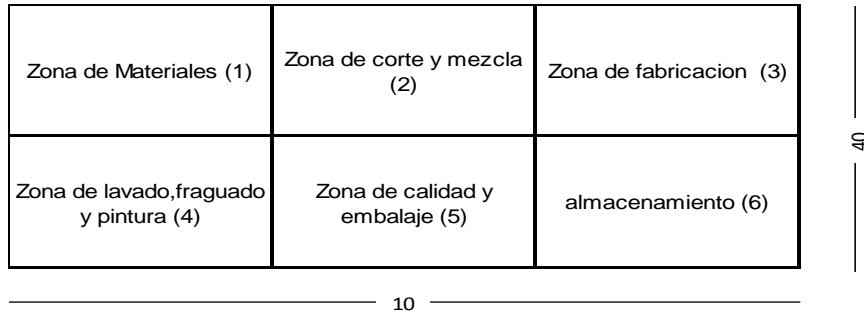 Zona de Materiales (1)
Zona de corte y mezcla
(2)
Zona de fabricacion (3)
Zona de lavado,fraguado
y pintura (4)
Zona de calidad y
embalaje (5)
almacenamiento (6)
40
10